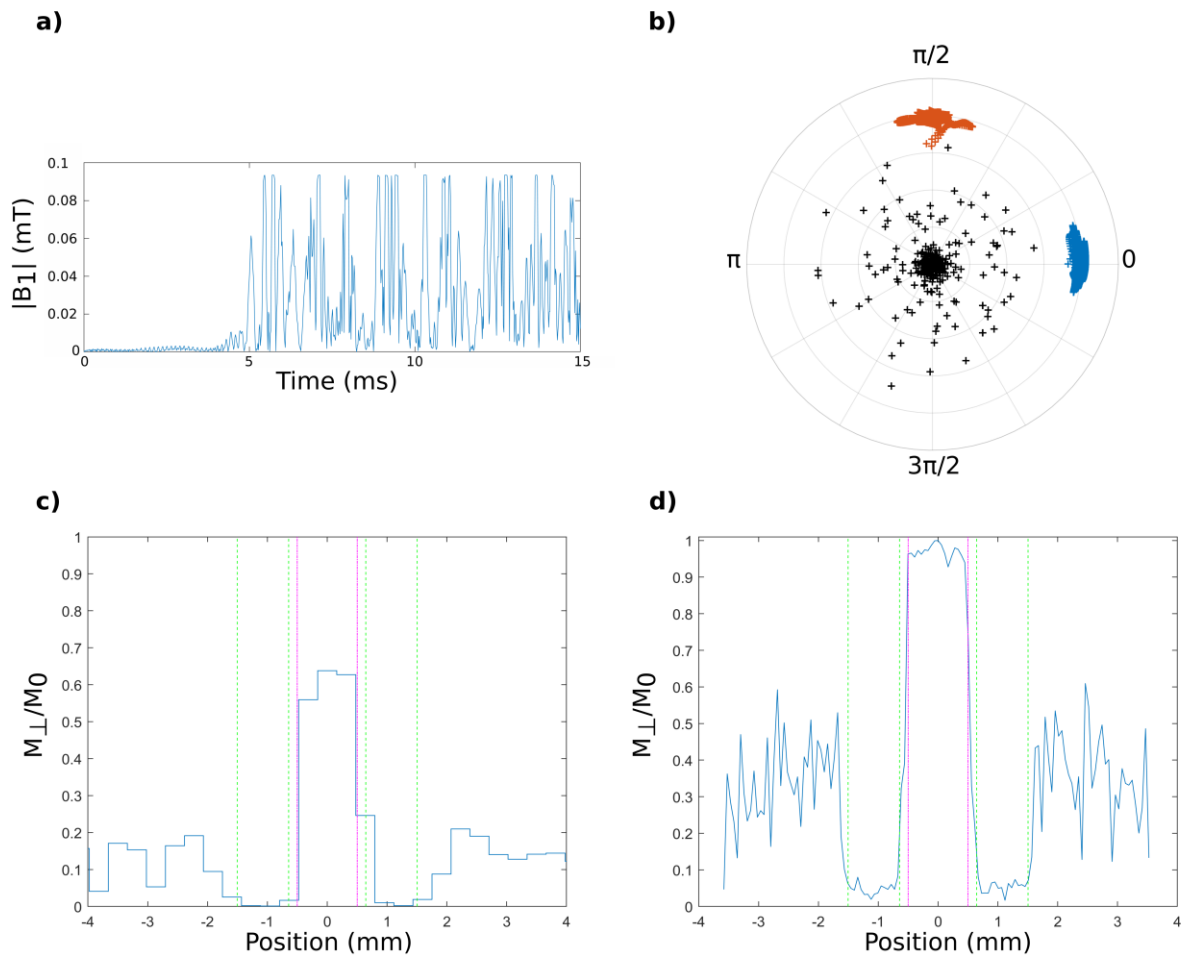 a)
0.1
0.08
0.06
0.04
0.02
0
|B1| (mT)
0 5 10 15
Time (ms)
b)
π/2
π
0
3π/2
c)
1
0.9
0.8
0.7
0.6
0.5
0.4
0.3
0.2
0.1
0
M⊥/M0
-4 -3 -2 -1 0 1 2 3 4
Position (mm)
d)
1
0.9
0.8
0.7
0.6
0.5
0.4
0.3
0.2
0.1
0
M⊥/M0
-4 -3 -2 -1 0 1 2 3 4
Position (mm)